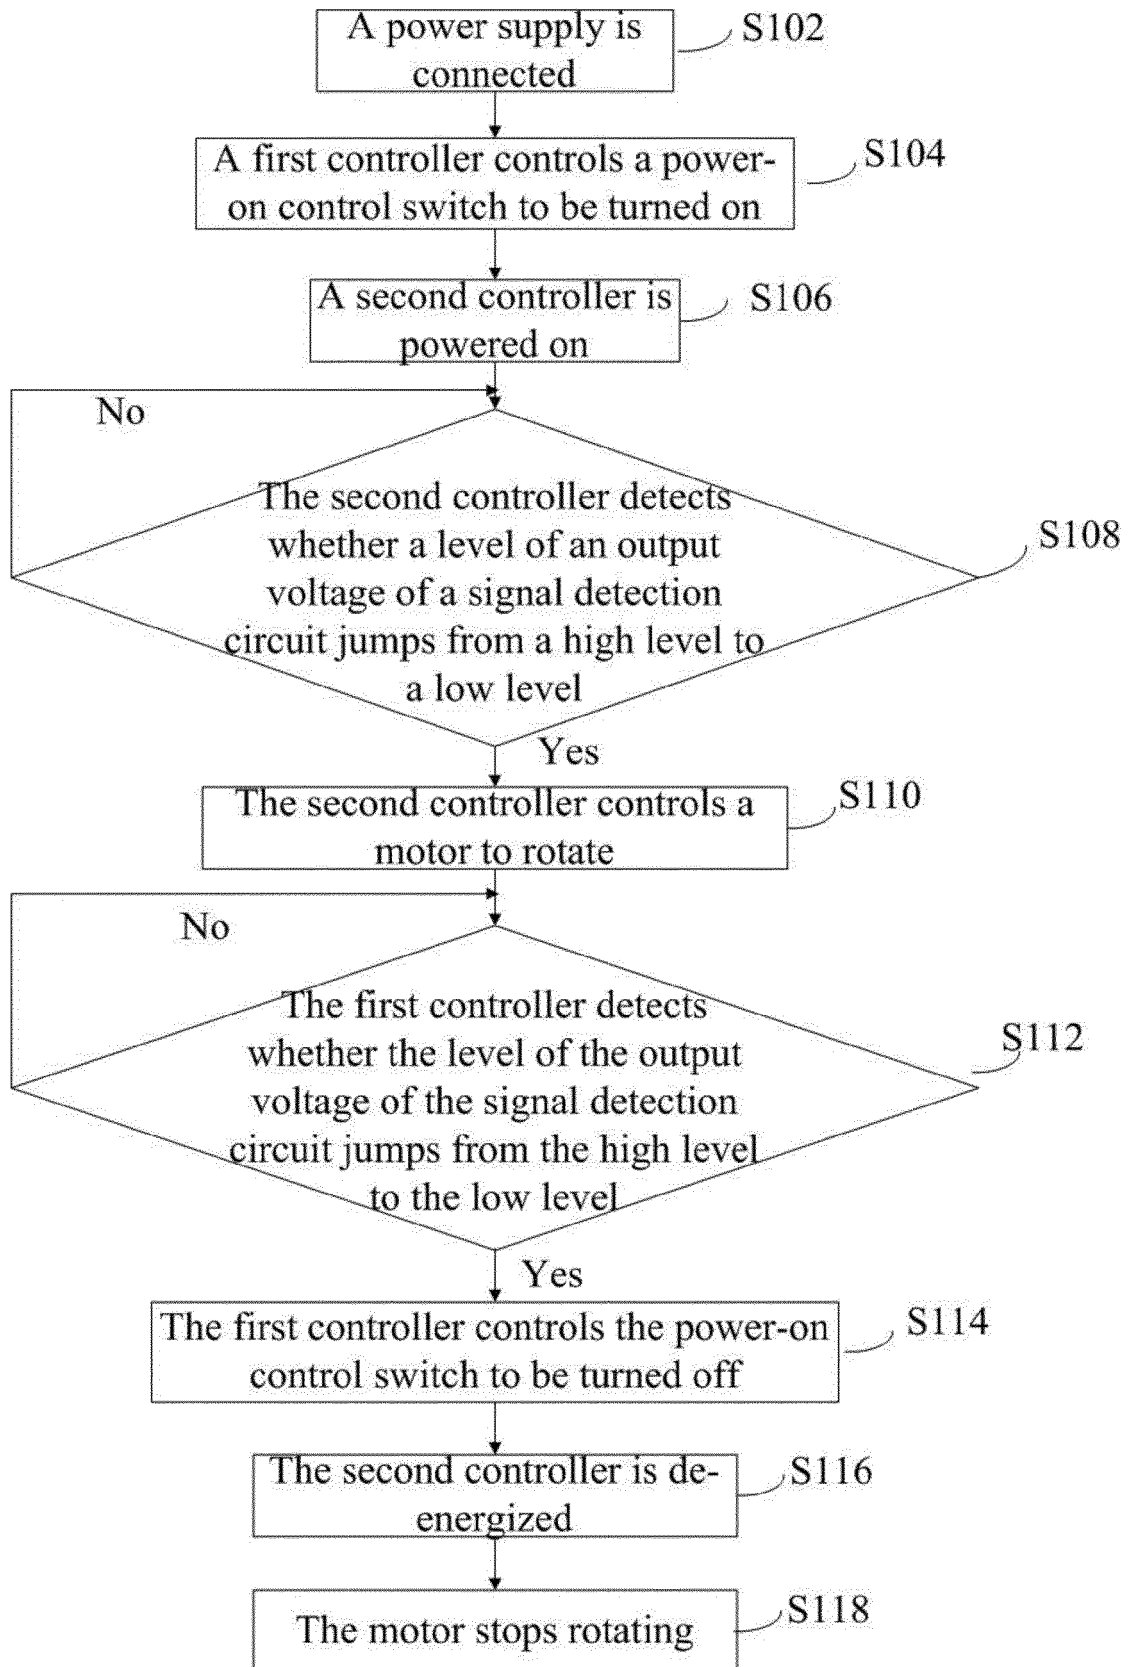 A power supply is
connected
S102
A first controller controls a power-
on control switch to be turned on
S104
A second controller is
powered on
S106
No
The second controller detects
whether a level of an output
voltage of a signal detection
circuit jumps from a high level to
a low level
S108
Yes
The second controller controls a
motor to rotate
S110
No
The first controller detects
whether the level of the output
voltage of the signal detection
circuit jumps from the high level
to the low level
S112
Yes
The first controller controls the power-on
control switch to be turned off
S114
The second controller is de-
energized
S116
The motor stops rotating
S118